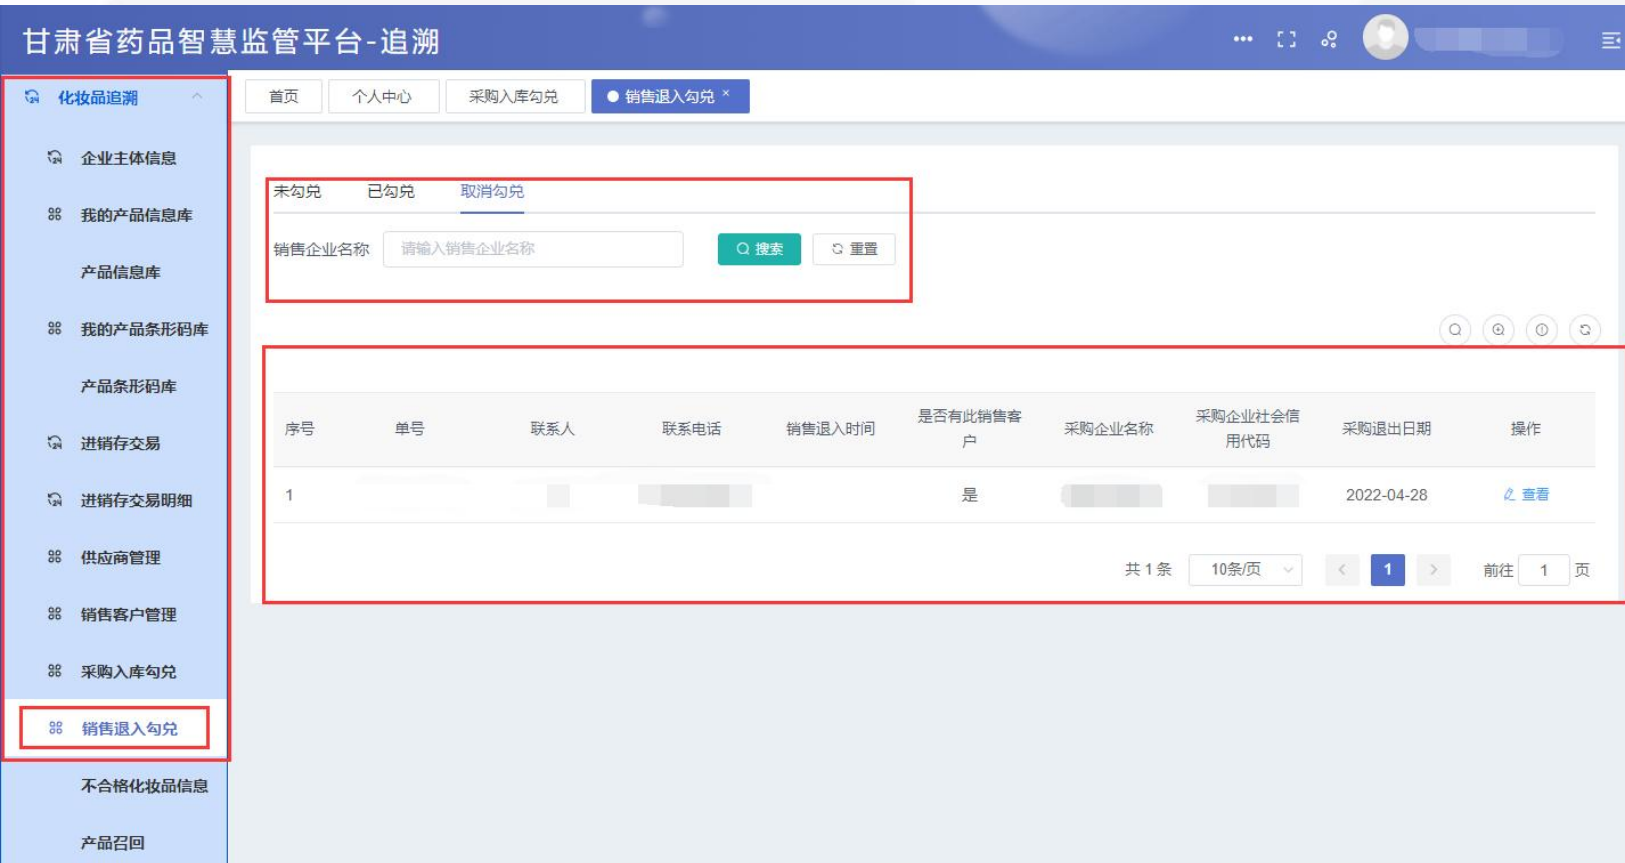 甘肃省药品智慧监管平台-追溯
化妆品追溯
企业主体信息
我的产品信息库
产品信息库
我的产品条形码库
产品条形码库
进销存交易
进销存交易明细
供应商管理
销售客户管理
采购入库勾兑
销售退入勾兑
不合格化妆品信息
产品召回
首页 个人中心 采购入库勾兑 销售退入勾兑 ×
未勾兑 已勾兑 取消勾兑
销售企业名称 请输入销售企业名称 搜索 重置
序号 单号 联系人 联系电话 销售退入时间 是否有此销售客户 采购企业名称 采购企业社会信用代码 采购退出日期 操作
1 是 2022-04-28 查看
共 1 条 10条/页 < 1 > 前往 1 页